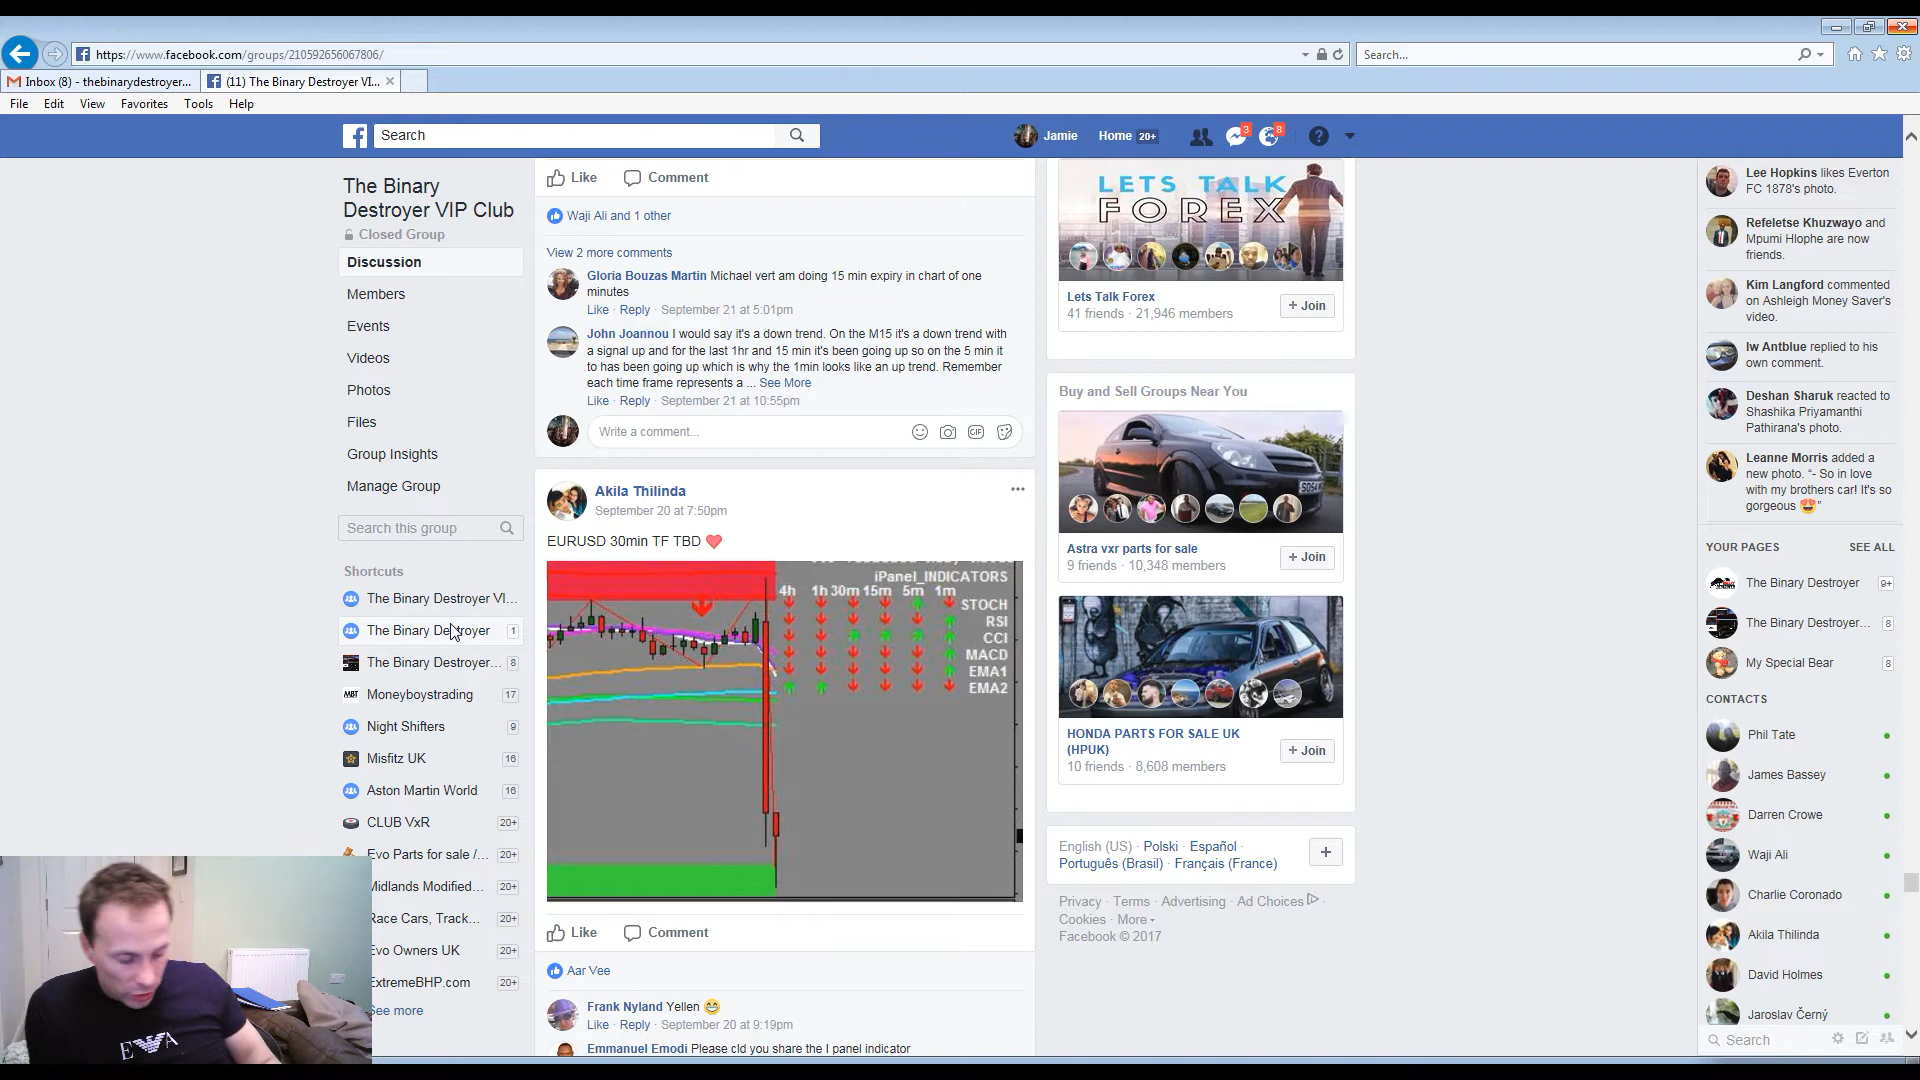 https://www.facebook.com/groups/210592656067806/
Search...
Inbox (8) - thebinarydestroyer...
(11) The Binary Destroyer VI...
File Edit View Favorites Tools Help
Search
Jamie
Home 20+
3
8
The Binary
Destroyer VIP Club
Closed Group
Discussion
Members
Events
Videos
Photos
Files
Group Insights
Manage Group
Search this group
Shortcuts
The Binary Destroyer VI...
The Binary Destroyer 1
The Binary Destroyer... 8
MBT Moneyboystrading 17
Night Shifters 9
Misfitz UK 16
Aston Martin World 16
CLUB VxR 20+
Evo Parts for sale /... 20+
Midlands Modified... 20+
Race Cars, Track... 20+
Evo Owners UK 20+
ExtremeBHP.com 20+
See more
Like Comment
Waji Ali and 1 other
View 2 more comments
Gloria Bouzas Martin Michael vert am doing 15 min expiry in chart of one
minutes
Like · Reply · September 21 at 5:01pm
John Joannou I would say it's a down trend. On the M15 it's a down trend with
a signal up and for the last 1hr and 15 min it's been going up so on the 5 min it
to has been going up which is why the 1min looks like an up trend. Remember
each time frame represents a ... See More
Like · Reply · September 21 at 10:55pm
Write a comment...
GIF
Akila Thilinda
September 20 at 7:50pm
EURUSD 30min TF TBD
iPanel_INDICATORS
4h 1h 30m 15m 5m 1m
STOCH
RSI
CCI
MACD
EMA1
EMA2
Like Comment
Aar Vee
Frank Nyland Yellen
Like · Reply · September 20 at 9:19pm
Emmanuel Emodi Please cld you share the I panel indicator
LETS TALK
FOREX
Lets Talk Forex
41 friends · 21,946 members
+ Join
Buy and Sell Groups Near You
Astra vxr parts for sale
9 friends · 10,348 members
+ Join
HONDA PARTS FOR SALE UK
(HPUK)
10 friends · 8,608 members
+ Join
English (US) · Polski · Español ·
Português (Brasil) · Français (France)
Privacy · Terms · Advertising · Ad Choices ·
Cookies · More
Facebook © 2017
Lee Hopkins likes Everton
FC 1878's photo.
Refeletse Khuzwayo and
Mpumi Hlophe are now
friends.
Kim Langford commented
on Ashleigh Money Saver's
video.
Iw Antblue replied to his
own comment.
Deshan Sharuk reacted to
Shashika Priyamanthi
Pathirana's photo.
Leanne Morris added a
new photo. "- So in love
with my brothers car! It's so
gorgeous "
YOUR PAGES SEE ALL
The Binary Destroyer 9+
The Binary Destroyer... 8
My Special Bear 8
CONTACTS
Phil Tate
James Bassey
Darren Crowe
Waji Ali
Charlie Coronado
Akila Thilinda
David Holmes
Jaroslav Černý
Search